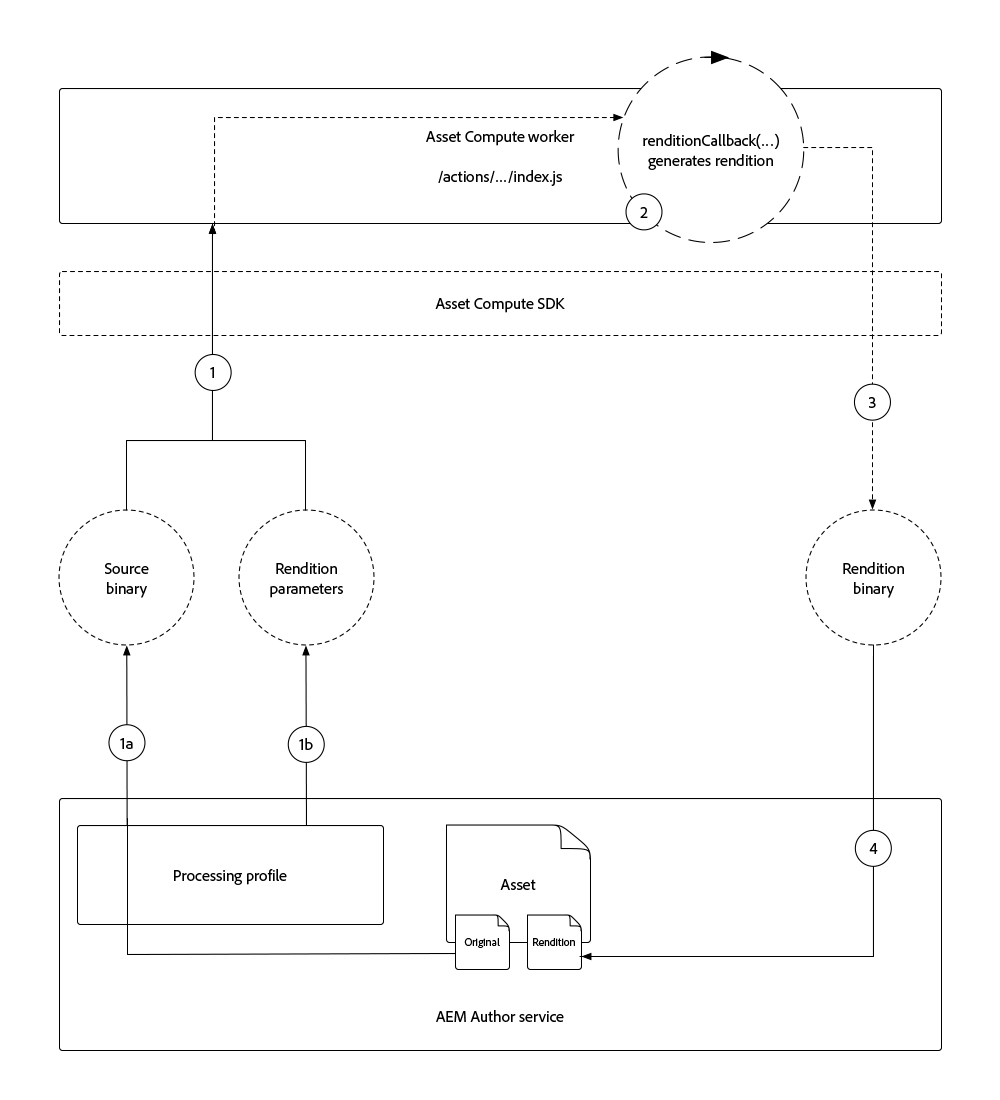 Asset Compute worker
/actions/.../index.js
renditionCallback(...)
generates rendition
2
Asset Compute SDK
1
3
Source
binary
Rendition
parameters
Rendition
binary
1a
1b
4
Processing profile
Asset
Original
Rendition
AEM Author service